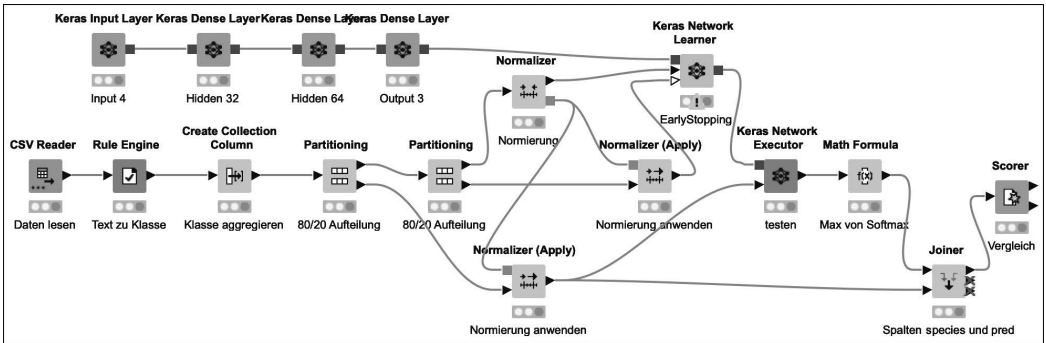 Keras Input Layer Keras Dense Layer Keras Dense Layer Keras Dense Layer
Input 4 Hidden 32 Hidden 64 Output 3
Keras Network
Learner
EarlyStopping
Normalizer
Normierung
CSV Reader Rule Engine Create Collection
Column Partitioning Partitioning Normalizer (Apply) Keras Network
Executor Math Formula
Scorer
Daten lesen Text zu Klasse Klasse aggregieren 80/20 Aufteilung 80/20 Aufteilung Normierung anwenden testen Max von Softmax
f(x)
Vergleich
Normalizer (Apply) Joiner
Normierung anwenden Spalten species und pred